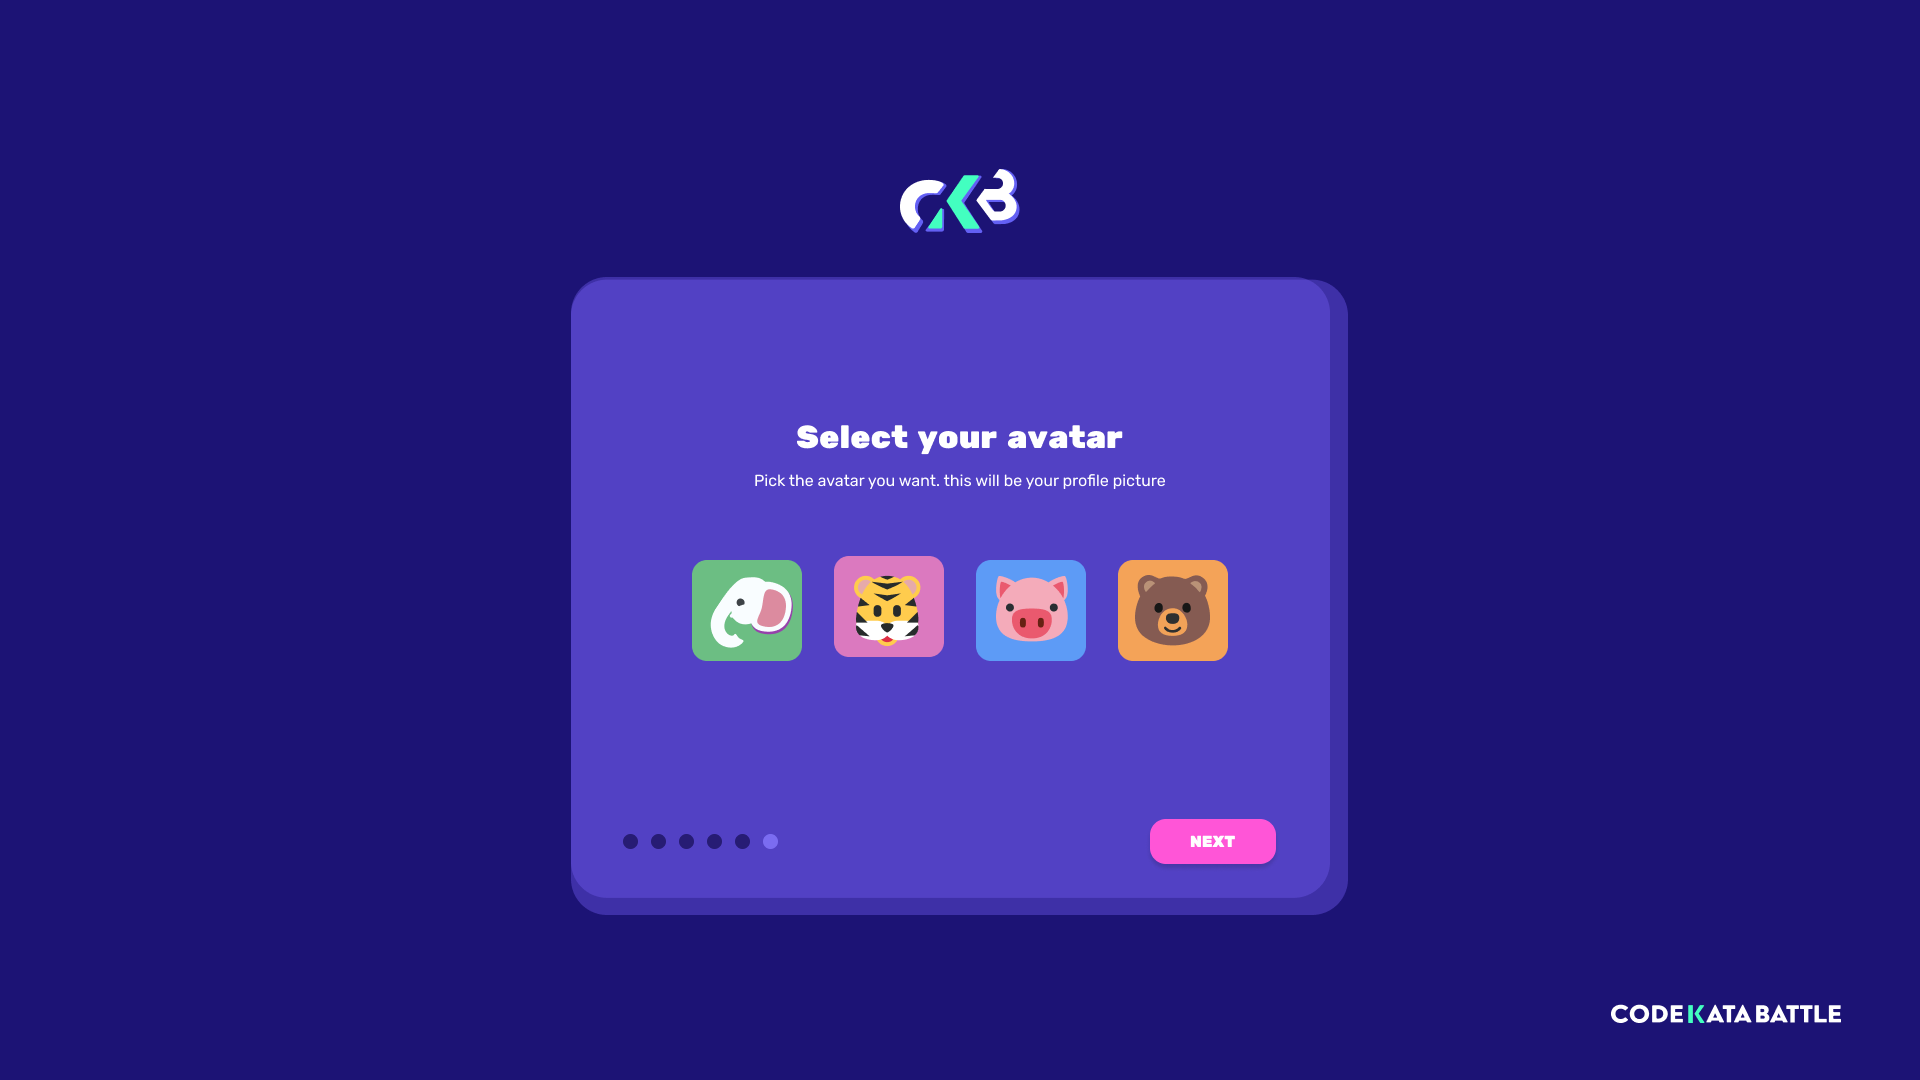 CKB
Select your avatar
Pick the avatar you want. this will be your profile picture
NEXT
CODE KATA BATTLE